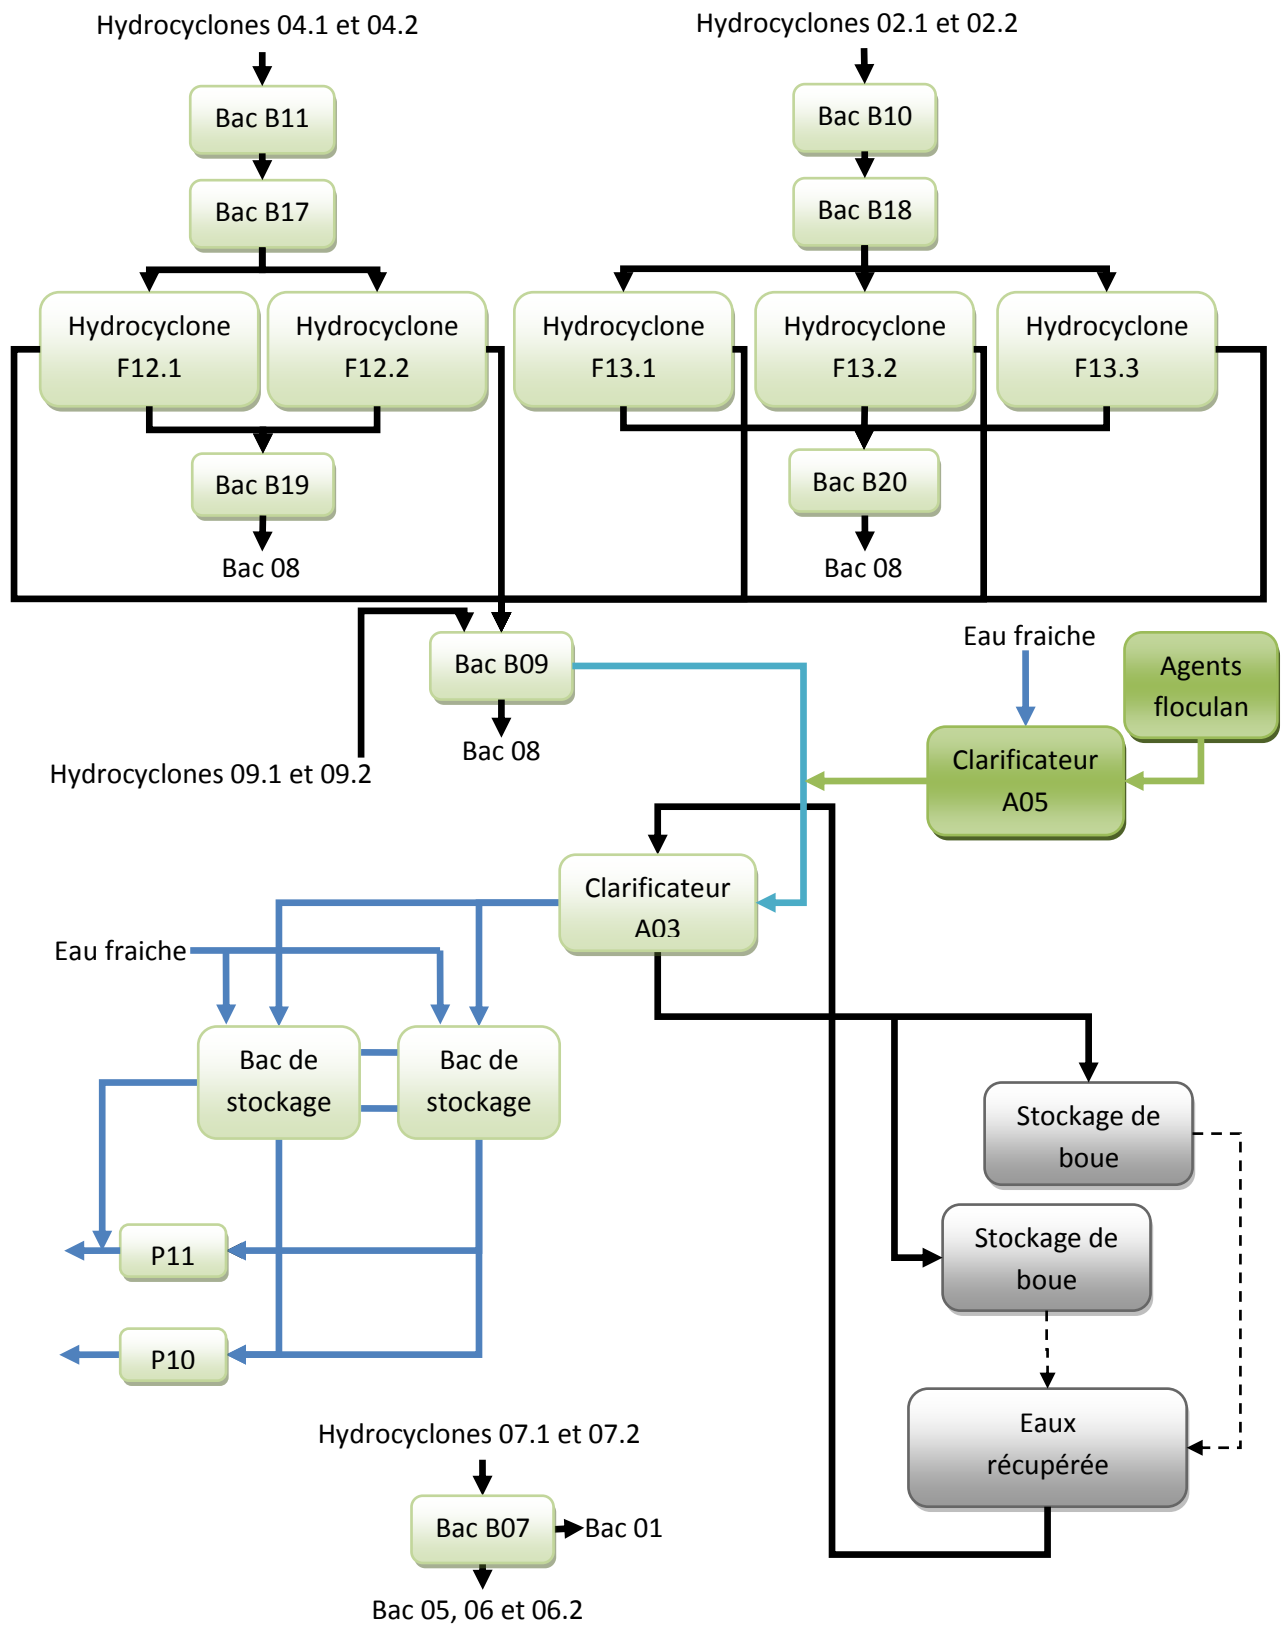 Hydrocyclones 04.1 et 04.2
Hydrocyclones 02.1 et 02.2
Bac B11
Bac B10
Bac B17
Bac B18
Hydrocyclone
F12.1
Hydrocyclone
F12.2
Hydrocyclone
F13.1
Hydrocyclone
F13.2
Hydrocyclone
F13.3
Bac B19
Bac B20
Bac 08
Bac 08
Bac B09
Eau fraiche
Agents
floculan
Bac 08
Hydrocyclones 09.1 et 09.2
Clarificateur
A05
Clarificateur
A03
Eau fraiche
Bac de
stockage
Bac de
stockage
Stockage de
boue
Stockage de
boue
P11
P10
Eaux
récupérée
Hydrocyclones 07.1 et 07.2
Bac B07
Bac 01
Bac 05, 06 et 06.2